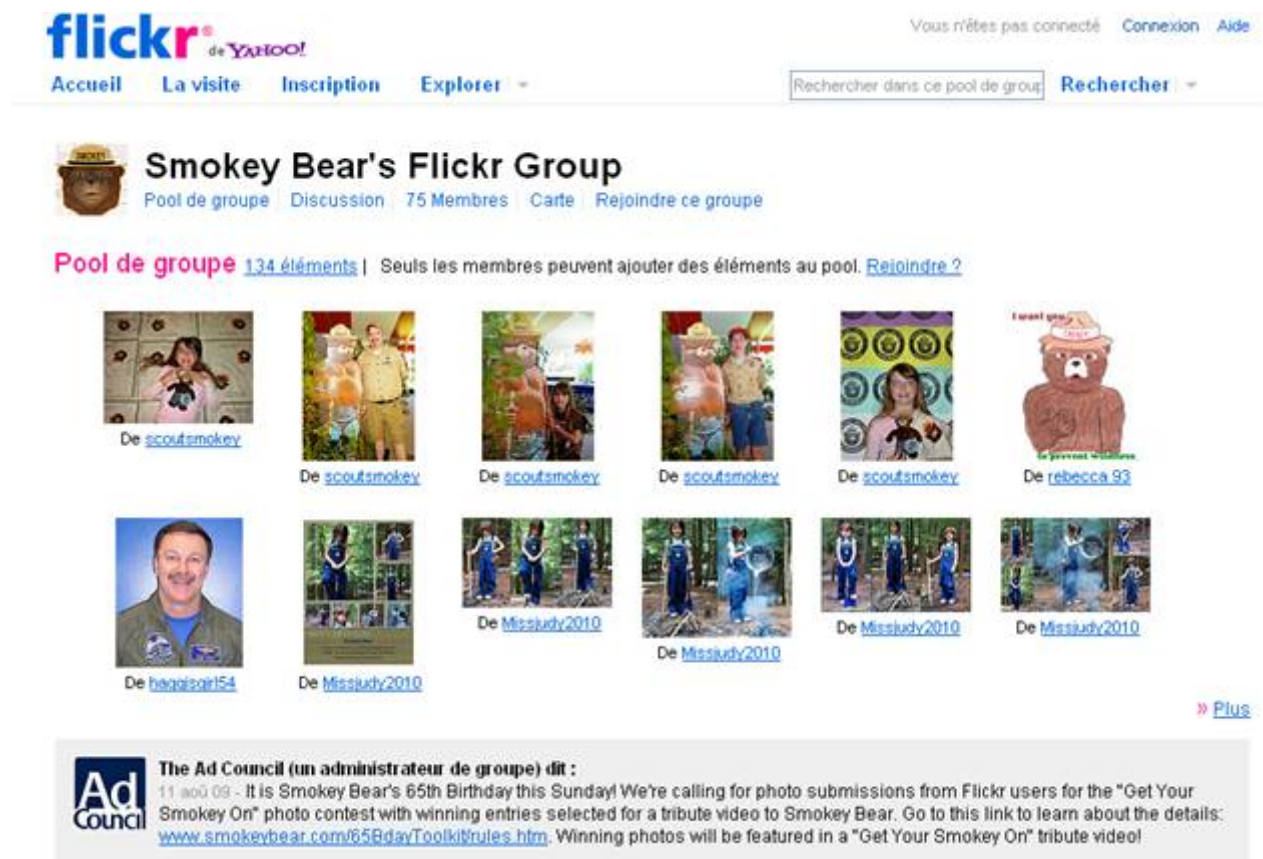 flickr® de YAHOO!
Vous n'êtes pas connecté Connexion Aide
Accueil La visite Inscription Explorer
Rechercher dans ce pool de group Rechercher
Smokey Bear's Flickr Group
Pool de groupe Discussion 75 Membres Carte Rejoindre ce groupe
Pool de groupe 134 éléments | Seuls les membres peuvent ajouter des éléments au pool. Rejoindre ?
I want you
to prevent
De scoutsmokey
De scoutsmokey
De scoutsmokey
De scoutsmokey
De scoutsmokey
De rebecca 93
De haggisgirl54
De Missjudy2010
De Missjudy2010
De Missjudy2010
De Missjudy2010
De Missjudy2010
» Plus
Ad Council
The Ad Council (un administrateur de groupe) dit :
11 aoû 09 - It is Smokey Bear's 65th Birthday this Sunday! We're calling for photo submissions from Flickr users for the "Get Your
Smokey On" photo contest with winning entries selected for a tribute video to Smokey Bear. Go to this link to learn about the details:
www.smokeybear.com/65BdayToolkit/rules.htm. Winning photos will be featured in a "Get Your Smokey On" tribute video!